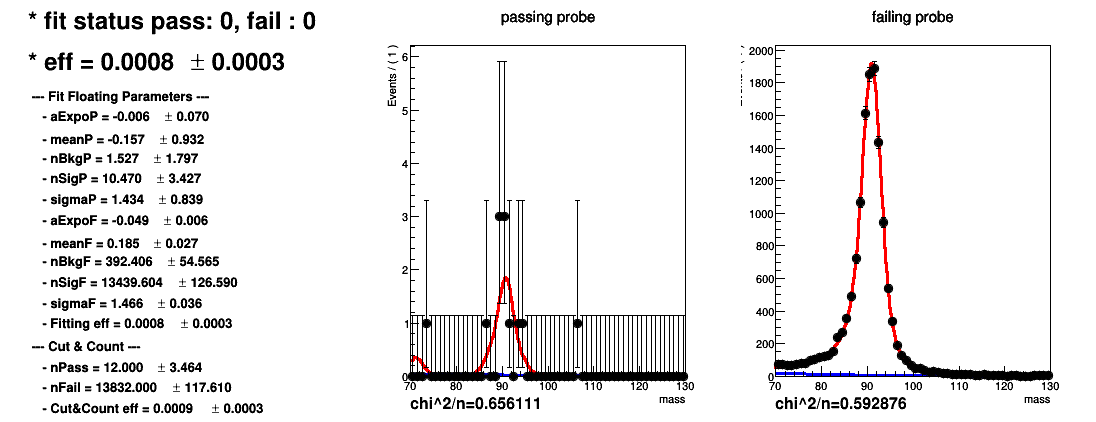 * fit status pass: 0, fail : 0
* eff = 0.0008 ± 0.0003
--- Fit Floating Parameters ---
- aExpoP = -0.006 ± 0.070
- meanP = -0.157 ± 0.932
- nBkgP = 1.527 ± 1.797
- nSigP = 10.470 ± 3.427
- sigmaP = 1.434 ± 0.839
- aExpoF = -0.049 ± 0.006
- meanF = 0.185 ± 0.027
- nBkgF = 392.406 ± 54.565
- nSigF = 13439.604 ± 126.590
- sigmaF = 1.466 ± 0.036
- Fitting eff = 0.0008 ± 0.0003
--- Cut & Count ---
- nPass = 12.000 ± 3.464
- nFail = 13832.000 ± 117.610
- Cut&Count eff = 0.0009 ± 0.0003
passing probe
Events / ( 1 )
6
5
4
3
2
1
0
70 80 90 100 110 120 130
mass
chi^2/n=0.656111
failing probe
2000
1800
1600
1400
1200
1000
800
600
400
200
0
70 80 90 100 110 120 130
mass
chi^2/n=0.592876